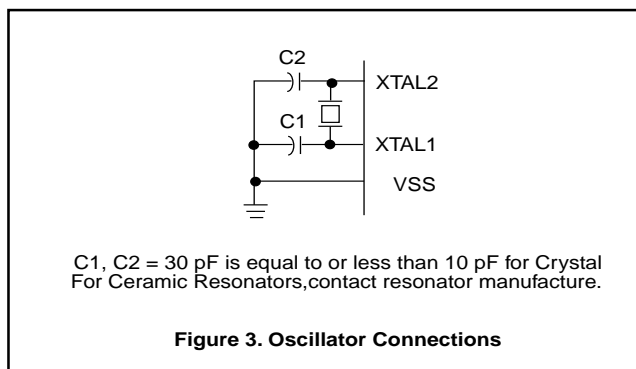 C2
XTAL2
C1
XTAL1
VSS
C1, C2 = 30 pF is equal to or less than 10 pF for Crystal
For Ceramic Resonators,contact resonator manufacture.
Figure 3. Oscillator Connections